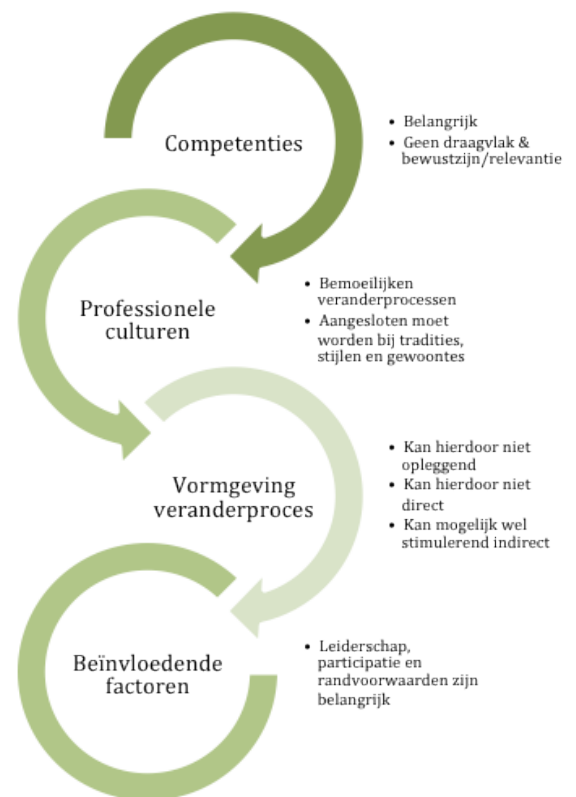 Competenties
• Belangrijk
• Geen draagvlak &
bewustzijn/relevantie
Professionele
culturen
• Bemoeilijken
veranderprocessen
• Aangesloten moet
worden bij tradities,
stijlen en gewoontes
Vormgeving
veranderproces
• Kan hierdoor niet
opleggend
• Kan hierdoor niet
direct
• Kan mogelijk wel
stimulerend indirect
Beïnvloedende
factoren
• Leiderschap,
participatie en
randvoorwaarden zijn
belangrijk